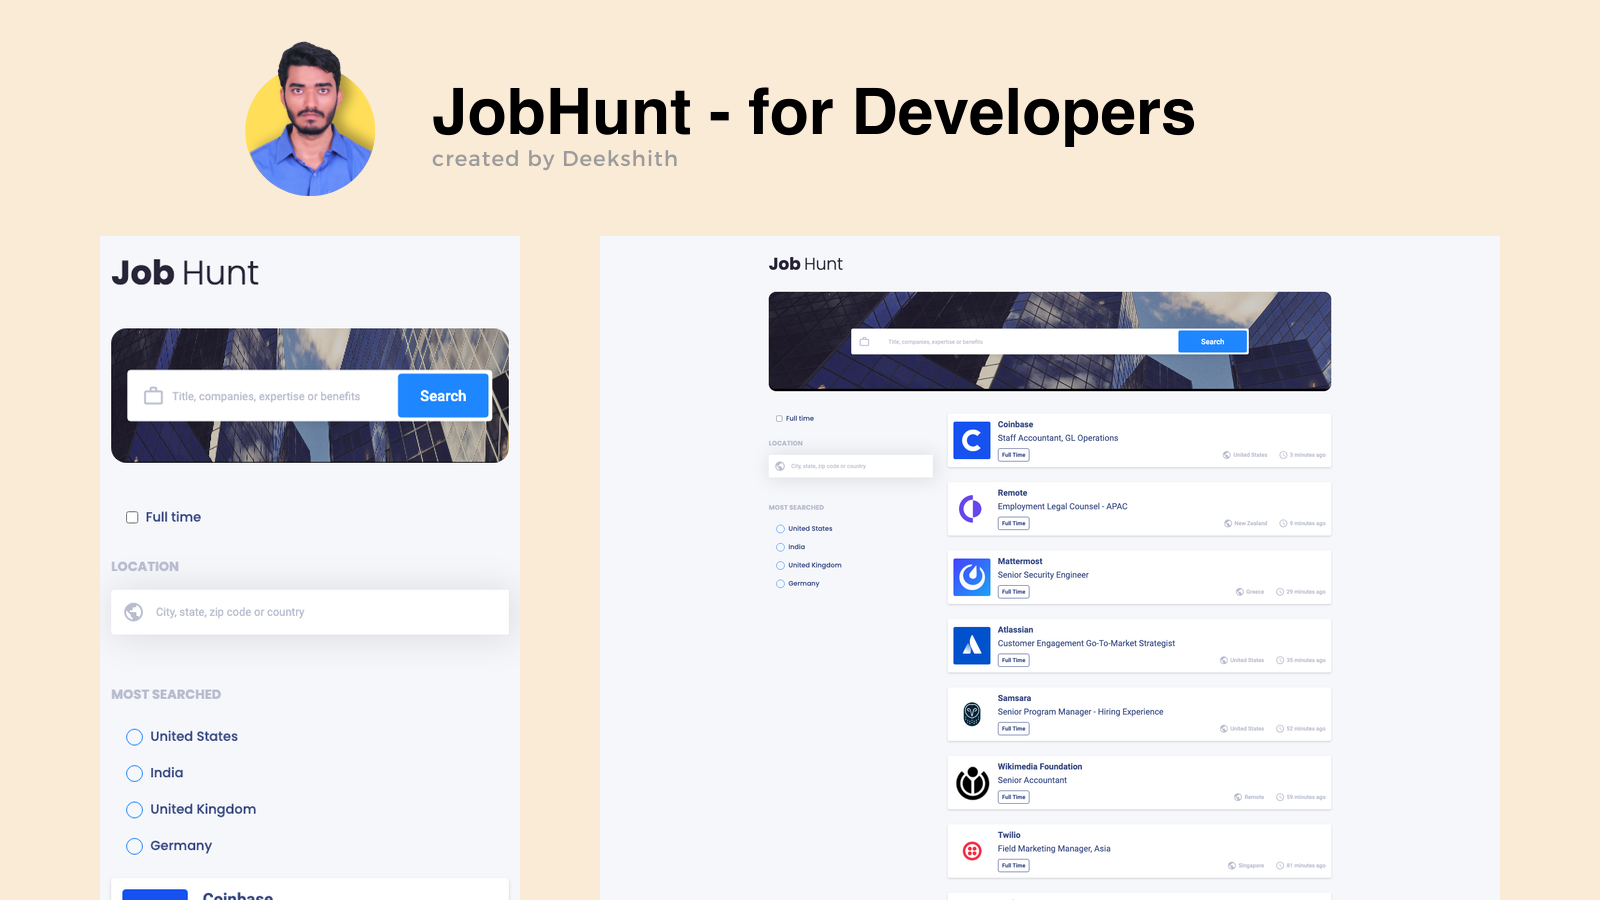 JobHunt - for Developers
created by Deekshith
Job Hunt
Title, companies, expertise or benefits
Search
Full time
LOCATION
City, state, zip code or country
MOST SEARCHED
United States
India
United Kingdom
Germany
Coinbase
Job Hunt
Title, companies, expertise or benefits
Search
Full time
LOCATION
City, state, zip code or country
MOST SEARCHED
United States
India
United Kingdom
Germany
Coinbase
Staff Accountant, GL Operations
Full Time
United States
3 minutes ago
Remote
Employment Legal Counsel - APAC
Full Time
New Zealand
9 minutes ago
Mattermost
Senior Security Engineer
Full Time
Greece
29 minutes ago
Atlassian
Customer Engagement Go-To-Market Strategist
Full Time
United States
35 minutes ago
Samsara
Senior Program Manager - Hiring Experience
Full Time
United States
52 minutes ago
Wikimedia Foundation
Senior Accountant
Full Time
Remote
59 minutes ago
Twilio
Field Marketing Manager, Asia
Full Time
Singapore
81 minutes ago